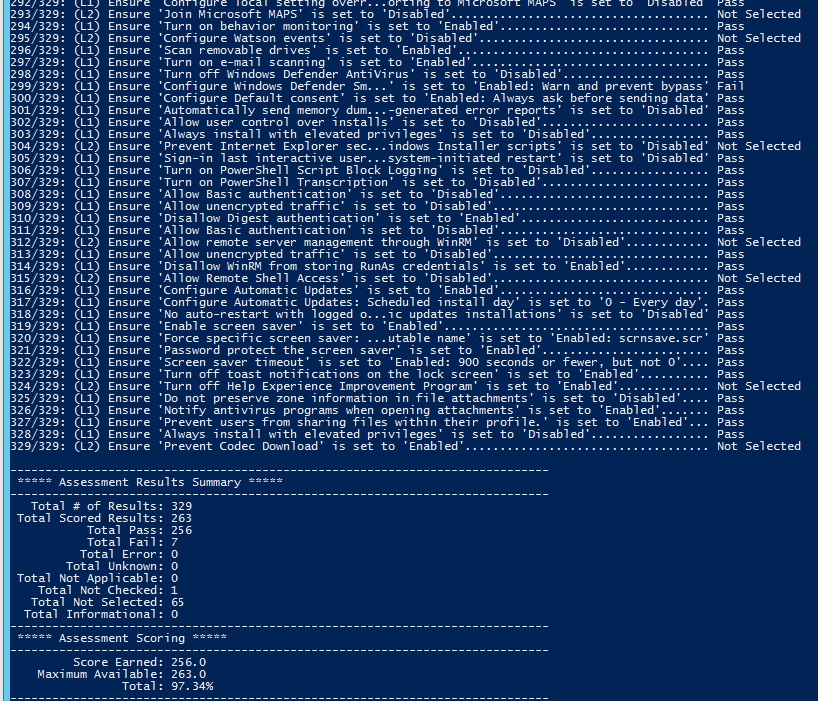 292/329: (L1) Ensure 'Configure local setting overr...orting to Microsoft MAPS' is set to 'Disabled' Pass
293/329: (L2) Ensure 'Join Microsoft MAPS' is set to 'Disabled'................................... Not Selected
294/329: (L1) Ensure 'Turn on behavior monitoring' is set to 'Enabled'............................ Pass
295/329: (L2) Ensure 'Configure Watson events' is set to 'Disabled'............................... Not Selected
296/329: (L1) Ensure 'Scan removable drives' is set to 'Enabled'.................................. Pass
297/329: (L1) Ensure 'Turn on e-mail scanning' is set to 'Enabled'................................ Pass
298/329: (L1) Ensure 'Turn off Windows Defender AntiVirus' is set to 'Disabled'................... Pass
299/329: (L1) Ensure 'Configure Windows Defender Sm...' is set to 'Enabled: Warn and prevent bypass' Fail
300/329: (L1) Ensure 'Configure Default consent' is set to 'Enabled: Always ask before sending data' Pass
301/329: (L1) Ensure 'Automatically send memory dum...-generated error reports' is set to 'Disabled' Pass
302/329: (L1) Ensure 'Allow user control over installs' is set to 'Disabled'...................... Pass
303/329: (L1) Ensure 'Always install with elevated privileges' is set to 'Disabled'............... Pass
304/329: (L2) Ensure 'Prevent Internet Explorer sec...indows Installer scripts' is set to 'Disabled' Not Selected
305/329: (L1) Ensure 'Sign-in last interactive user...system-initiated restart' is set to 'Disabled' Pass
306/329: (L1) Ensure 'Turn on PowerShell Script Block Logging' is set to 'Disabled'............... Pass
307/329: (L1) Ensure 'Turn on PowerShell Transcription' is set to 'Disabled'...................... Pass
308/329: (L1) Ensure 'Allow Basic authentication' is set to 'Disabled'............................ Pass
309/329: (L1) Ensure 'Allow unencrypted traffic' is set to 'Disabled'............................. Pass
310/329: (L1) Ensure 'Disallow Digest authentication' is set to 'Enabled'......................... Pass
311/329: (L1) Ensure 'Allow Basic authentication' is set to 'Disabled'............................ Pass
312/329: (L2) Ensure 'Allow remote server management through WinRM' is set to 'Disabled'.......... Not Selected
313/329: (L1) Ensure 'Allow unencrypted traffic' is set to 'Disabled'............................. Pass
314/329: (L1) Ensure 'Disallow WinRM from storing RunAs credentials' is set to 'Enabled'.......... Pass
315/329: (L2) Ensure 'Allow Remote Shell Access' is set to 'Disabled'............................. Not Selected
316/329: (L1) Ensure 'Configure Automatic Updates' is set to 'Enabled'............................ Pass
317/329: (L1) Ensure 'Configure Automatic Updates: Scheduled install day' is set to '0 - Every day'. Pass
318/329: (L1) Ensure 'No auto-restart with logged o...ic updates installations' is set to 'Disabled' Pass
319/329: (L1) Ensure 'Enable screen saver' is set to 'Enabled'.................................... Pass
320/329: (L1) Ensure 'Force specific screen saver: ...utable name' is set to 'Enabled: scrnsave.scr' Pass
321/329: (L1) Ensure 'Password protect the screen saver' is set to 'Enabled'...................... Pass
322/329: (L1) Ensure 'Screen saver timeout' is set to 'Enabled: 900 seconds or fewer, but not 0'.... Pass
323/329: (L1) Ensure 'Turn off toast notifications on the lock screen' is set to 'Enabled'........ Pass
324/329: (L2) Ensure 'Turn off Help Experience Improvement Program' is set to 'Enabled'........... Not Selected
325/329: (L1) Ensure 'Do not preserve zone information in file attachments' is set to 'Disabled'.... Pass
326/329: (L1) Ensure 'Notify antivirus programs when opening attachments' is set to 'Enabled'....... Pass
327/329: (L1) Ensure 'Prevent users from sharing files within their profile.' is set to 'Enabled'... Pass
328/329: (L1) Ensure 'Always install with elevated privileges' is set to 'Disabled'............... Pass
329/329: (L2) Ensure 'Prevent Codec Download' is set to 'Enabled'................................. Not Selected
------------------------------------------------------------------------------
***** Assessment Results Summary *****
------------------------------------------------------------------------------
Total # of Results: 329
Total Scored Results: 263
Total Pass: 256
Total Fail: 7
Total Error: 0
Total Unknown: 0
Total Not Applicable: 0
Total Not Checked: 1
Total Not Selected: 65
Total Informational: 0
------------------------------------------------------------------------------
***** Assessment Scoring *****
------------------------------------------------------------------------------
Score Earned: 256.0
Maximum Available: 263.0
Total: 97.34%
------------------------------------------------------------------------------